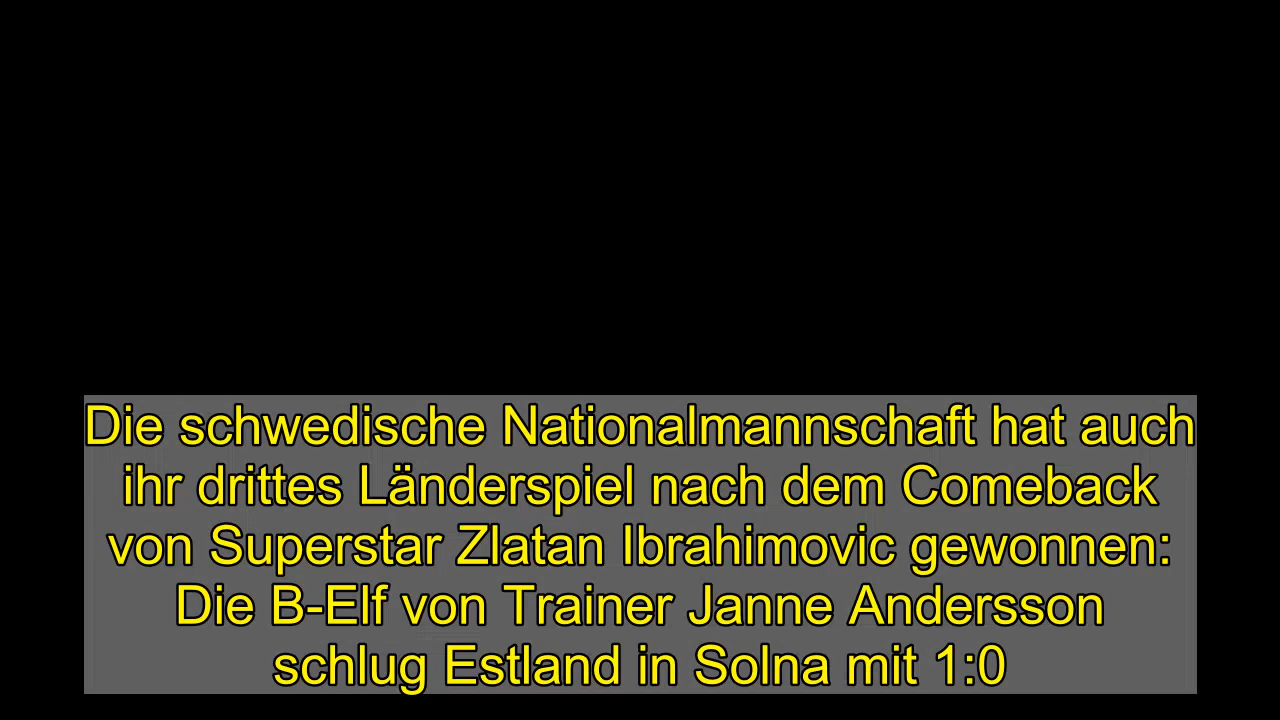 Die schwedische Nationalmannschaft hat auch
ihr drittes Länderspiel nach dem Comeback
von Superstar Zlatan Ibrahimovic gewonnen:
Die B-Elf von Trainer Janne Andersson
schlug Estland in Solna mit 1:0